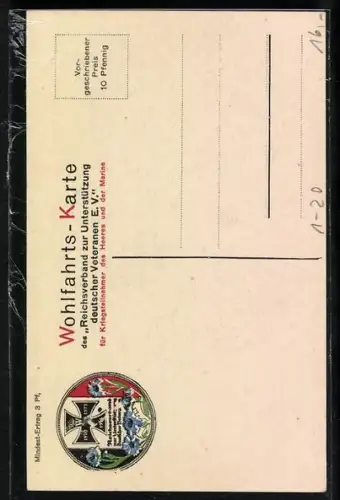 Mindest-Ertrag 3 Pf.
Wohlfahrts-Karte
des „Reichsverband zur Unterstützung
deutscher Veteranen E. V."
für Kriegsteilnehmer des Heeres und der Marine
Vor-
geschriebener
Preis
10 Pfennig
16,-
1-20